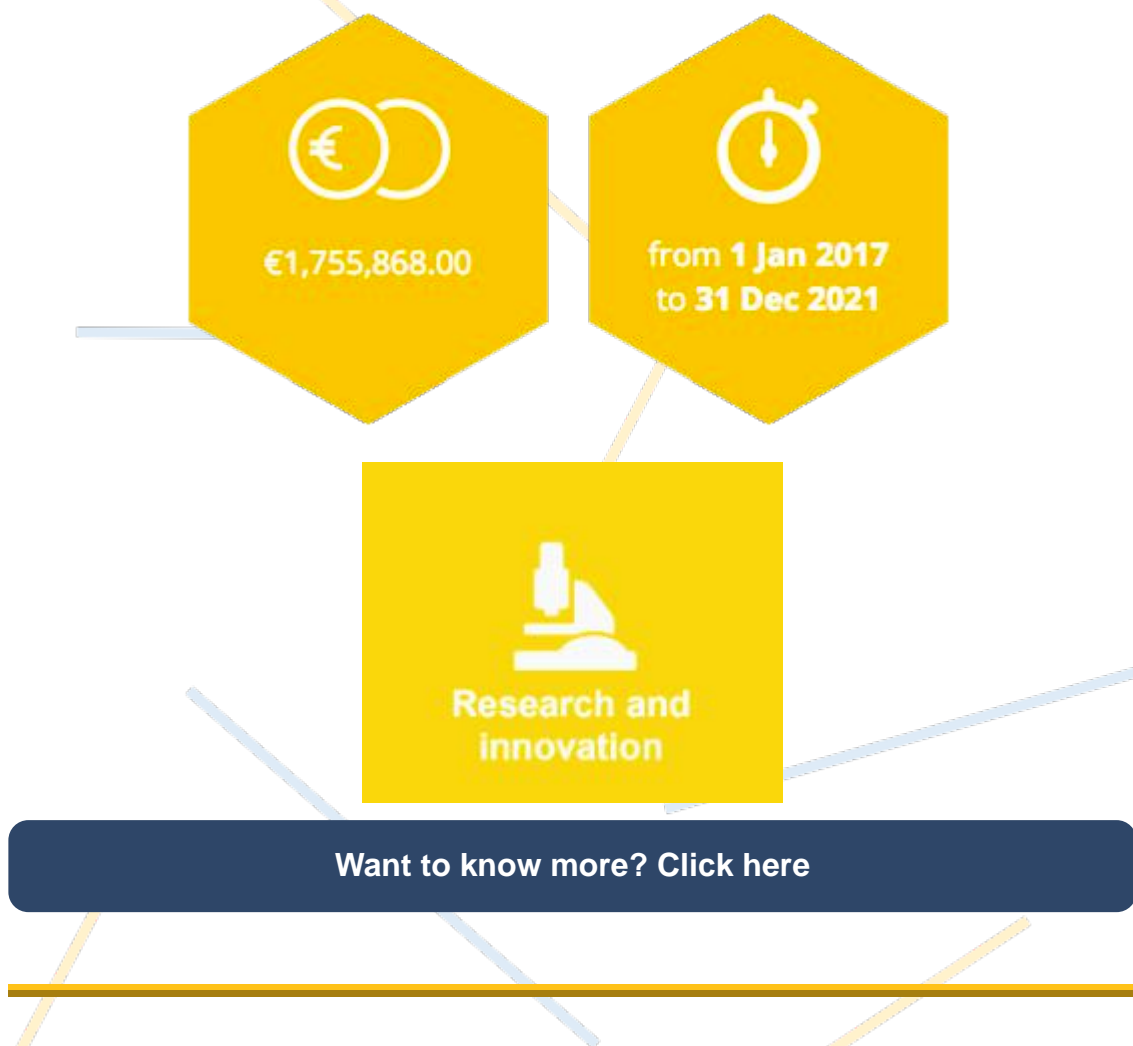 €
€1,755,868.00
from 1 Jan 2017
to 31 Dec 2021
Research and
innovation
Want to know more? Click here